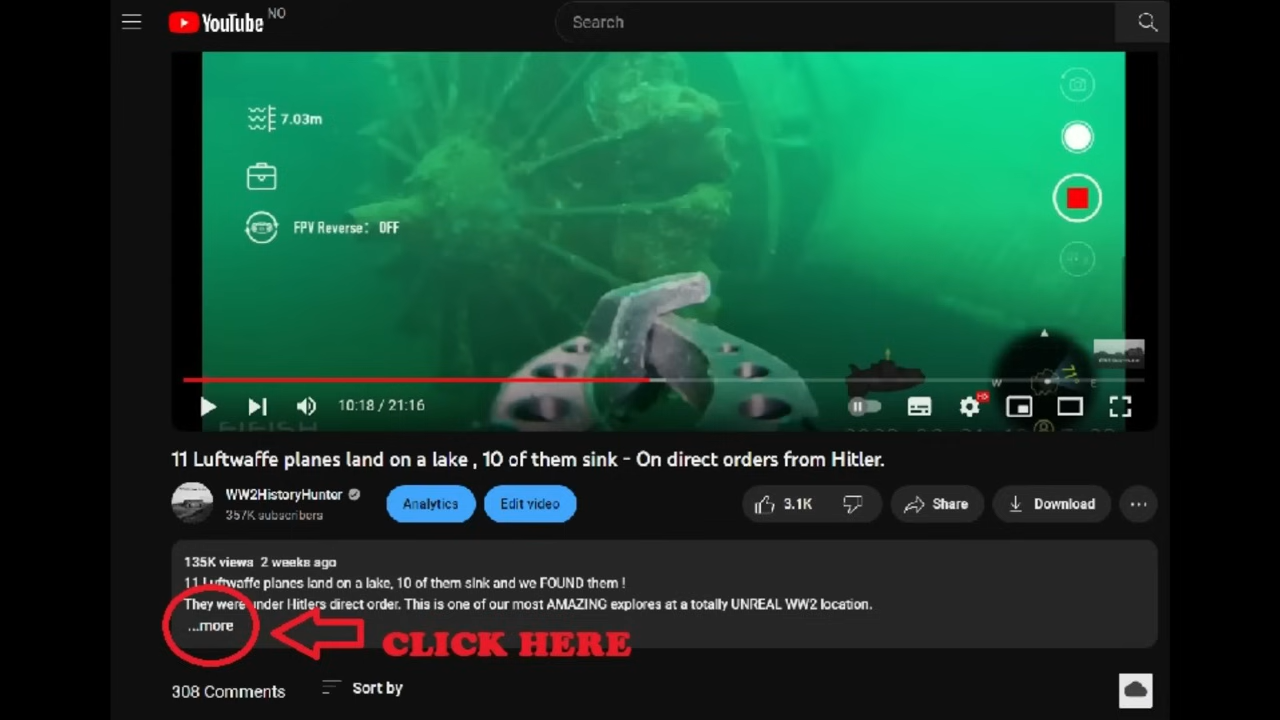 YouTube NO
Search
7.03m
FPV Reverse: OFF
W
E
10:18 / 21:16
HD
11 Luftwaffe planes land on a lake , 10 of them sink - On direct orders from Hitler.
WW2HistoryHunter
357K subscribers
Analytics
Edit video
3.1K
Share
Download
135K views 2 weeks ago
11 Luftwaffe planes land on a lake, 10 of them sink and we FOUND them !
They were under Hitlers direct order. This is one of our most AMAZING explores at a totally UNREAL WW2 location.
...more
CLICK HERE
308 Comments
Sort by